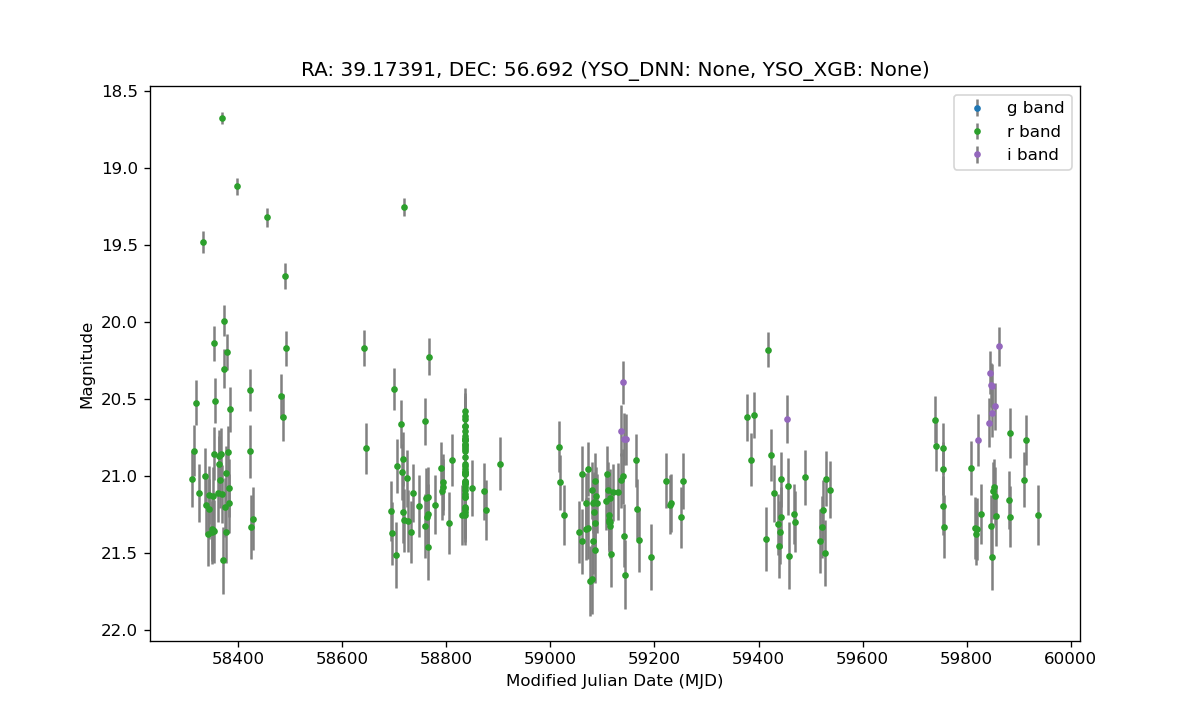 RA: 39.17391, DEC: 56.692 (YSO_DNN: None, YSO_XGB: None)
g band
r band
i band
18.5
19.0
19.5
20.0
20.5
21.0
21.5
22.0
Magnitude
58400 58600 58800 59000 59200 59400 59600 59800 60000
Modified Julian Date (MJD)